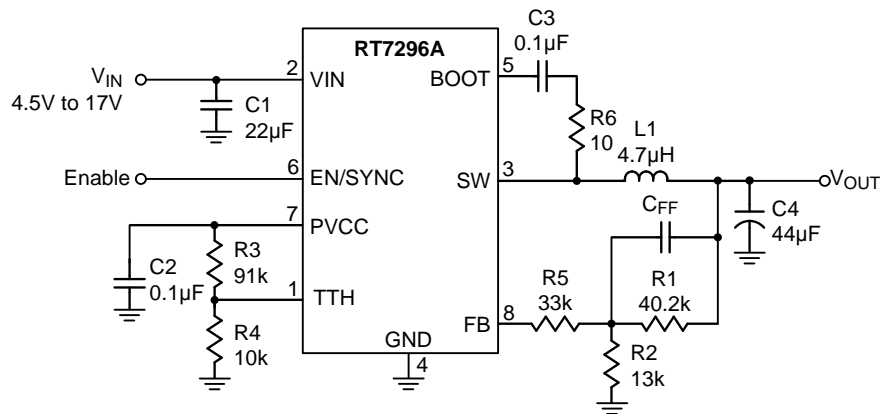 RT7296A
C3
0.1µF
V_IN
4.5V to 17V
2
VIN
BOOT
5
C1
22µF
R6
10
L1
4.7µH
Enable
6
EN/SYNC
SW
3
V_OUT
7
PVCC
C_FF
C4
44µF
C2
0.1µF
R3
91k
1
TTH
R5
33k
R1
40.2k
FB
8
R4
10k
GND
4
R2
13k